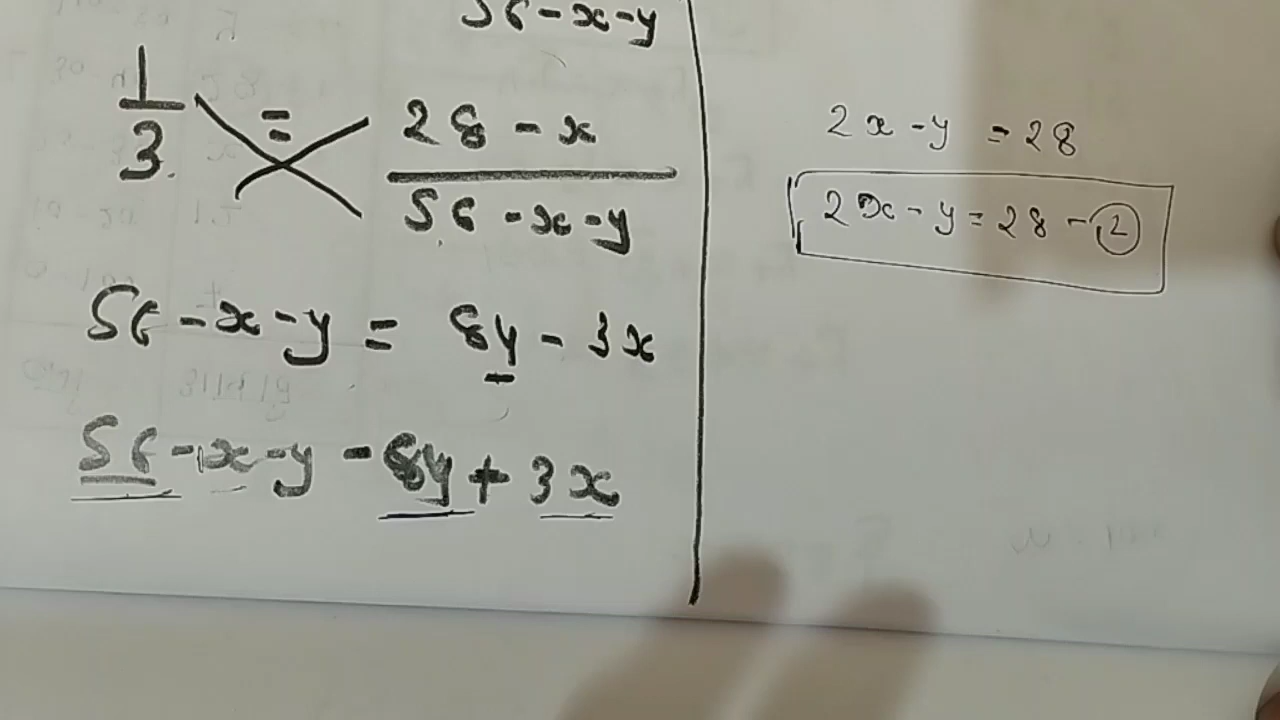 56 - x - y
1/3 = (28 - x)/(56 - x - y)
56 - x - y = 84 - 3x
56 - x - y - 84 + 3x
2x - y = 28
2x - y = 28 - ②